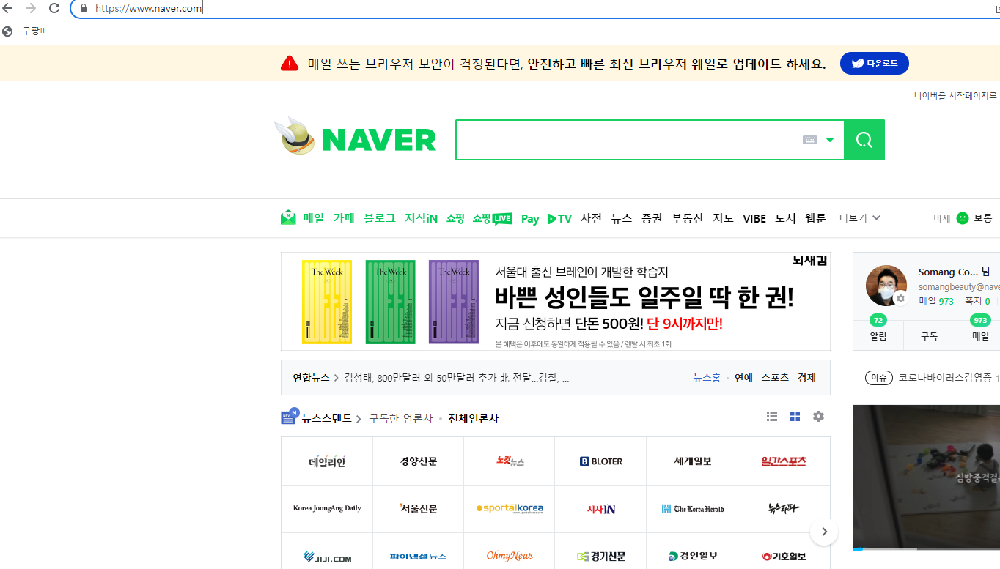 https://www.naver.com
쿠팡!!
매일 쓰는 브라우저 보안이 걱정된다면, 안전하고 빠른 최신 브라우저 웨일로 업데이트 하세요. 다운로드
네이버를 시작페이지로
NAVER
메일 카페 블로그 지식iN 쇼핑 쇼핑LIVE Pay TV 사전 뉴스 증권 부동산 지도 VIBE 도서 웹툰 더보기 미세 보통
뇌새김
The Week The Week The Week
서울대 출신 브레인이 개발한 학습지
바쁜 성인들도 일주일 딱 한 권!
지금 신청하면 단돈 500원! 단 9시까지만!
본 혜택은 이후에도 동일하게 적용될 수 있음 / 렌탈 시 최초 1회
Somang Co... 님
somangbeauty@nave
메일 973 쪽지 0
72 973
알림 구독 메일
연합뉴스 > 김성태, 800만달러 외 50만달러 추가 北 전달...검찰, ...
뉴스홈 연예 스포츠 경제
이슈 코로나바이러스감염증-1
NEW N 뉴스스탠드 > 구독한 언론사 전체언론사
데일리안 경향신문 노컷뉴스 BLOTER 세계일보 일간스포츠
심방중격결
Korea JoongAng Daily 서울신문 sportalkorea 시사IN The Korea Herald 뉴스타파
www.sportalkorea.com
JIJI.COM 파이낸셜뉴스 OhmyNews 경기신문 경인일보 기호일보